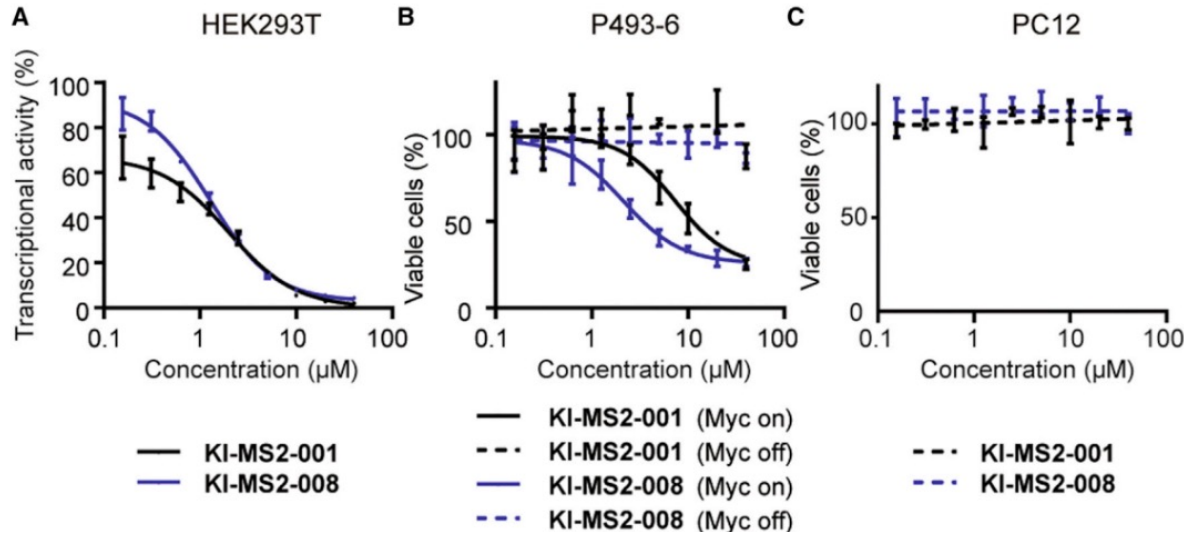 A HEK293T
Transcriptional activity (%)
100
80
60
40
20
0
0.1 1 10 100
Concentration (µM)
KI-MS2-001
KI-MS2-008
B P493-6
Viable cells (%)
100
50
0
0.1 1 10 100
Concentration (µM)
KI-MS2-001 (Myc on)
KI-MS2-001 (Myc off)
KI-MS2-008 (Myc on)
KI-MS2-008 (Myc off)
C PC12
Viable cells (%)
100
50
0
0.1 1 10 100
Concentration (µM)
KI-MS2-001
KI-MS2-008